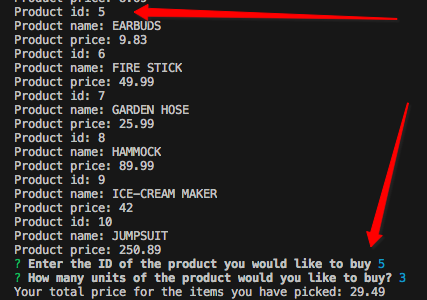 Product id: 5
Product name: EARBUDS
Product price: 9.83
Product id: 6
Product name: FIRE STICK
Product price: 49.99
Product id: 7
Product name: GARDEN HOSE
Product price: 25.99
Product id: 8
Product name: HAMMOCK
Product price: 89.99
Product id: 9
Product name: ICE-CREAM MAKER
Product price: 42
Product id: 10
Product name: JUMPSUIT
Product price: 250.89
? Enter the ID of the product you would like to buy 5
? How many units of the product would you like to buy? 3
Your total price for the items you have picked: 29.49